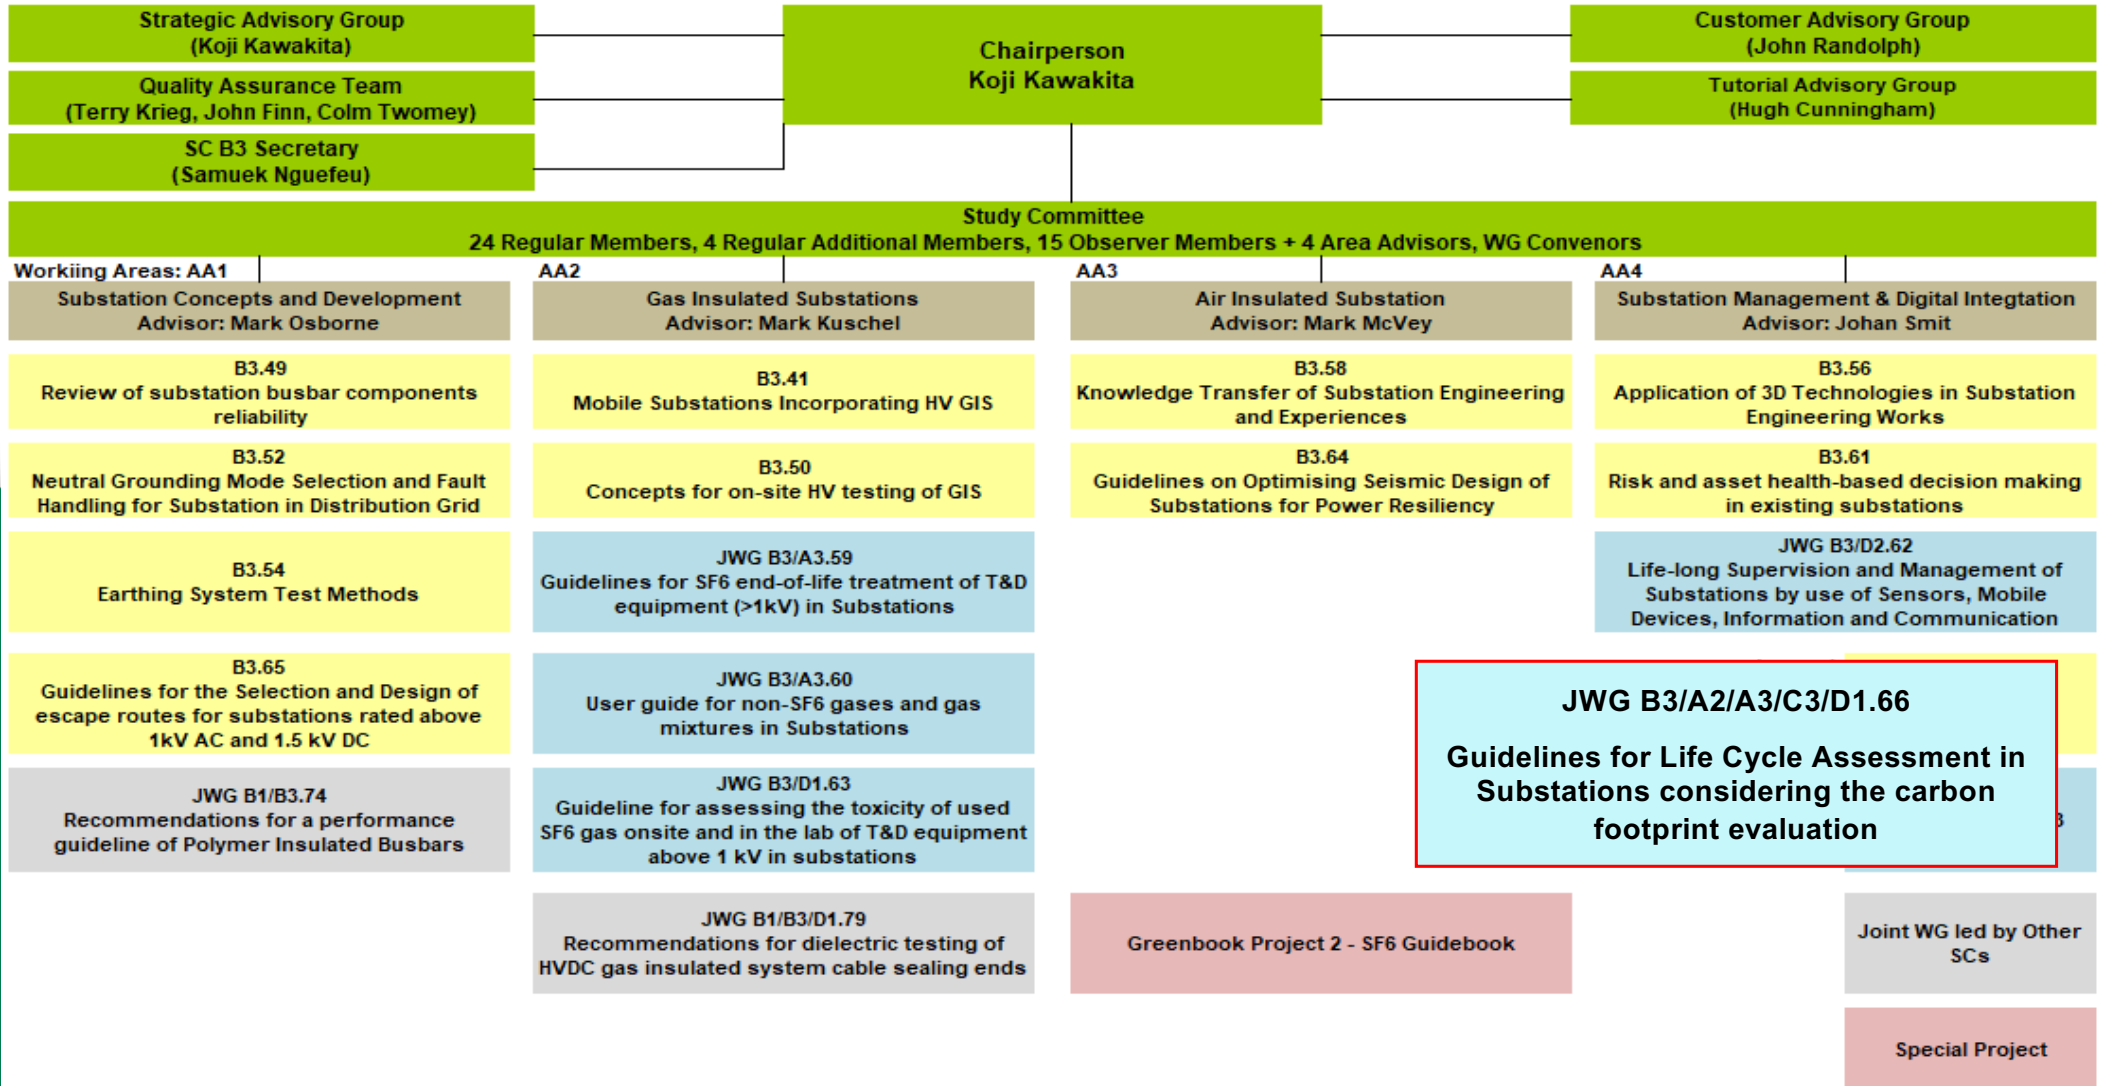 Strategic Advisory Group
(Koji Kawakita)
Quality Assurance Team
(Terry Krieg, John Finn, Colm Twomey)
SC B3 Secretary
(Samuek Nguefeu)
Chairperson
Koji Kawakita
Customer Advisory Group
(John Randolph)
Tutorial Advisory Group
(Hugh Cunningham)
Study Committee
24 Regular Members, 4 Regular Additional Members, 15 Observer Members + 4 Area Advisors, WG Convenors
Workiing Areas: AA1
Substation Concepts and Development
Advisor: Mark Osborne
B3.49
Review of substation busbar components
reliability
B3.52
Neutral Grounding Mode Selection and Fault
Handling for Substation in Distribution Grid
B3.54
Earthing System Test Methods
B3.65
Guidelines for the Selection and Design of
escape routes for substations rated above
1kV AC and 1.5 kV DC
JWG B1/B3.74
Recommendations for a performance
guideline of Polymer Insulated Busbars
AA2
Gas Insulated Substations
Advisor: Mark Kuschel
B3.41
Mobile Substations Incorporating HV GIS
B3.50
Concepts for on-site HV testing of GIS
JWG B3/A3.59
Guidelines for SF6 end-of-life treatment of T&D
equipment (>1kV) in Substations
JWG B3/A3.60
User guide for non-SF6 gases and gas
mixtures in Substations
JWG B3/D1.63
Guideline for assessing the toxicity of used
SF6 gas onsite and in the lab of T&D equipment
above 1 kV in substations
JWG B1/B3/D1.79
Recommendations for dielectric testing of
HVDC gas insulated system cable sealing ends
AA3
Air Insulated Substation
Advisor: Mark McVey
B3.58
Knowledge Transfer of Substation Engineering
and Experiences
B3.64
Guidelines on Optimising Seismic Design of
Substations for Power Resiliency
Greenbook Project 2 - SF6 Guidebook
AA4
Substation Management & Digital Integtation
Advisor: Johan Smit
B3.56
Application of 3D Technologies in Substation
Engineering Works
B3.61
Risk and asset health-based decision making
in existing substations
JWG B3/D2.62
Life-long Supervision and Management of
Substations by use of Sensors, Mobile
Devices, Information and Communication
JWG B3/A2/A3/C3/D1.66
Guidelines for Life Cycle Assessment in
Substations considering the carbon
footprint evaluation
Joint WG led by Other
SCs
Special Project